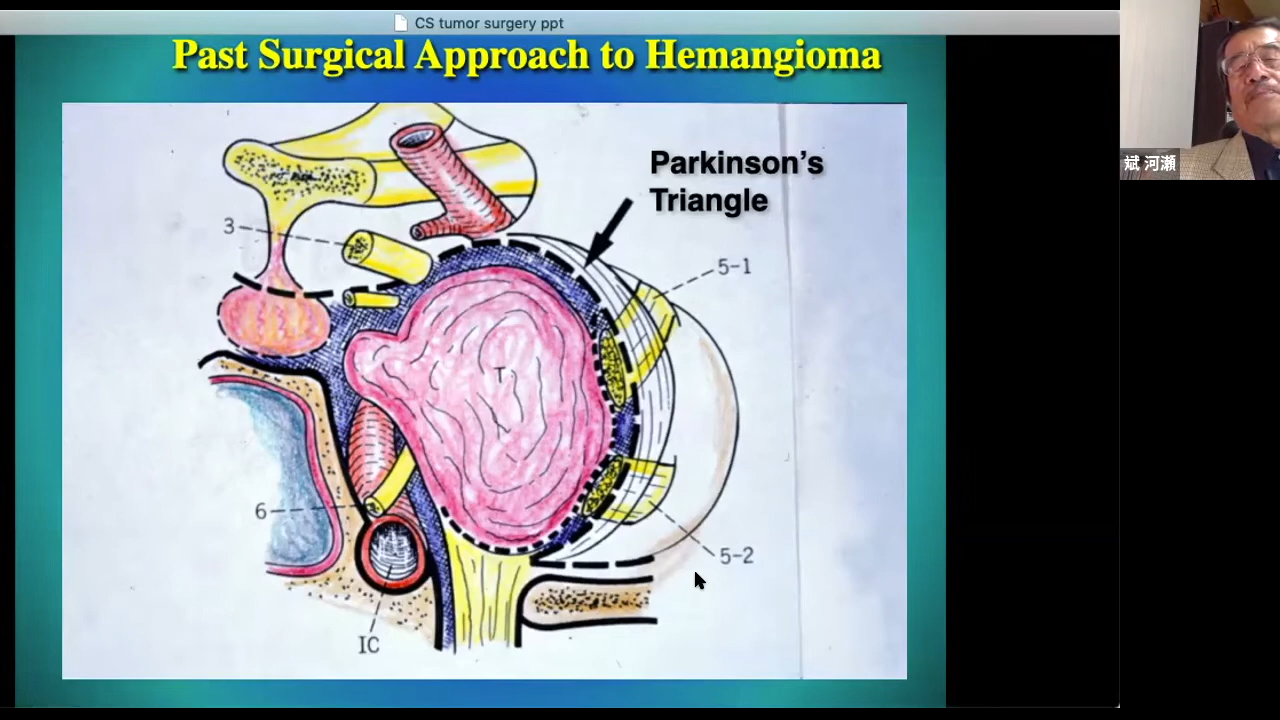 CS tumor surgery ppt
Past Surgical Approach to Hemangioma
Parkinson's
Triangle
3
5-1
T
6
5-2
IC
斌 河瀬